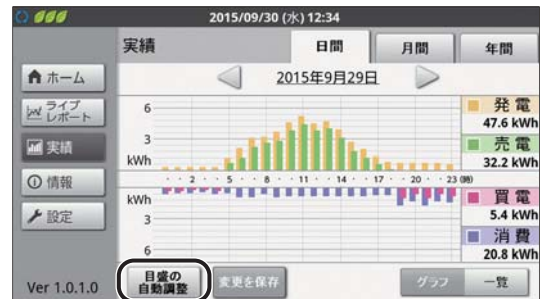 2015/09/30 (水) 12:34
実績
日間
月間
年間
ホーム
ライブ
レポート
実績
情報
設定
Ver 1.0.1.0
2015年9月29日
6
3
kWh
・・2・・5・・8・・11・・14・・17・・20・・23 (時)
kWh
3
6
発電
47.6 kWh
売電
32.2 kWh
買電
5.4 kWh
消費
20.8 kWh
目盛の
自動調整
変更を保存
グラフ
一覧